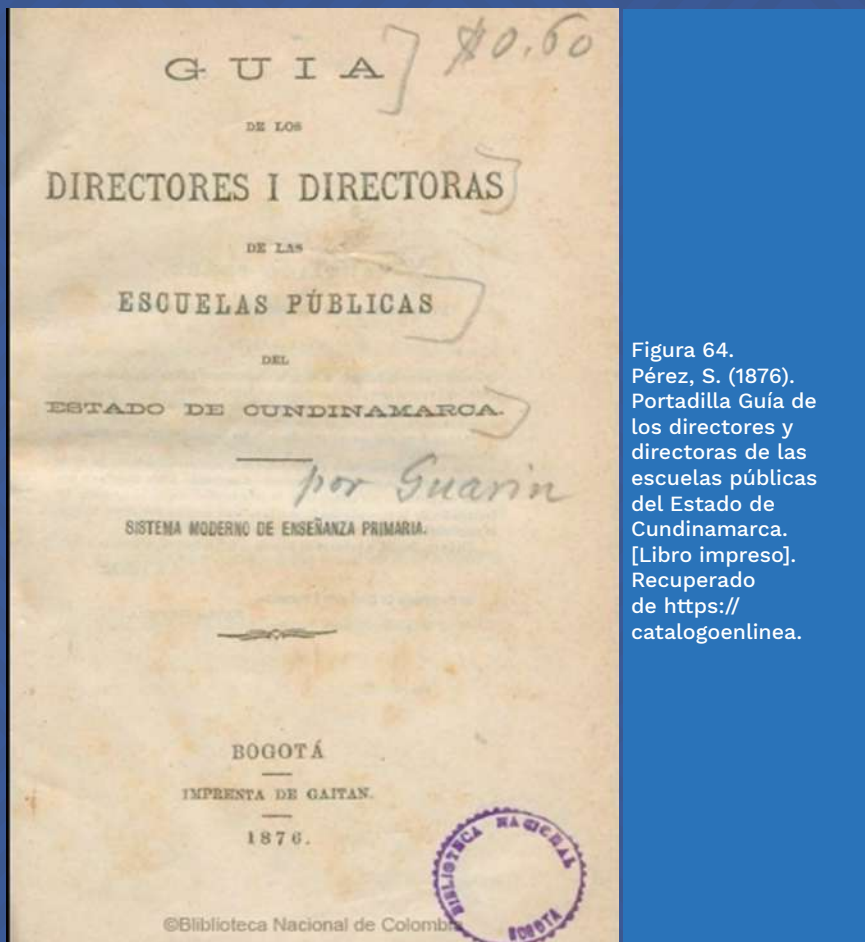 GUIA
$0.60
DE LOS
DIRECTORES I DIRECTORAS
DE LAS
ESCUELAS PÚBLICAS
DEL
ESTADO DE CUNDINAMARCA.
por Guarin
SISTEMA MODERNO DE ENSEÑANZA PRIMARIA.
BOGOTÁ
IMPRENTA DE GAITAN.
1876.
BIBLIOTECA NACIONAL
BOGOTA
©Bliblioteca Nacional de Colombia
Figura 64.
Pérez, S. (1876).
Portadilla Guía de
los directores y
directoras de las
escuelas públicas
del Estado de
Cundinamarca.
[Libro impreso].
Recuperado
de https://
catalogoenlinea.